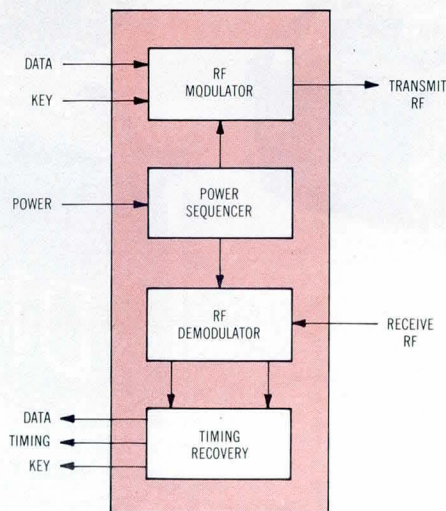 DATA
KEY
RF
MODULATOR
TRANSMIT
RF
POWER
POWER
SEQUENCER
RF
DEMODULATOR
RECEIVE
RF
DATA
TIMING
KEY
TIMING
RECOVERY